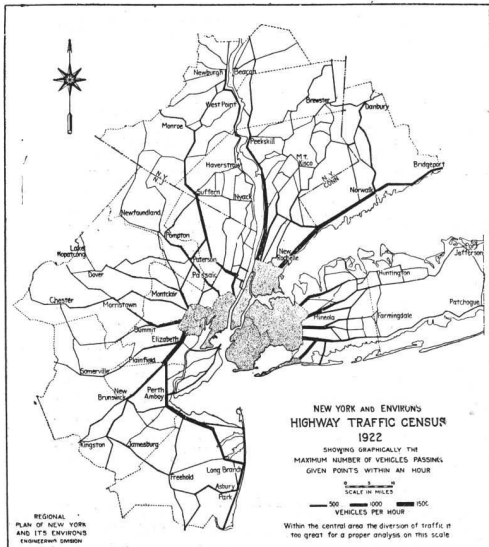 Newburgh
Beacon
West Point
Monroe
Brewster
Danbury
Peekskill
Haverstraw
Mt. Kisco
Bridgeport
N.Y.
N.J.
N.Y.
CONN
Suffern
Nyack
Norwalk
Newfoundland
Pompton
New
Rochelle
Lake
Hopatcong
Paterson
Jefferson
Dover
Passaic
Huntington
Chester
Montclair
Morristown
Patchogue
Mineola
Farmingdale
Summit
Elizabeth
Plainfield
Somerville
New
Brunswick
Perth
Amboy
Kingston
Jamesburg
Freehold
Long Branch
Asbury
Park
NEW YORK AND ENVIRONS
HIGHWAY TRAFFIC CENSUS
1922
SHOWING GRAPHICALLY THE
MAXIMUM NUMBER OF VEHICLES PASSING
GIVEN POINTS WITHIN AN HOUR
SCALE IN MILES
500 1000 1500
VEHICLES PER HOUR
Within the central area the diversion of traffic is
too great for a proper analysis on this scale
REGIONAL
PLAN OF NEW YORK
AND ITS ENVIRONS
ENGINEERING DIVISION